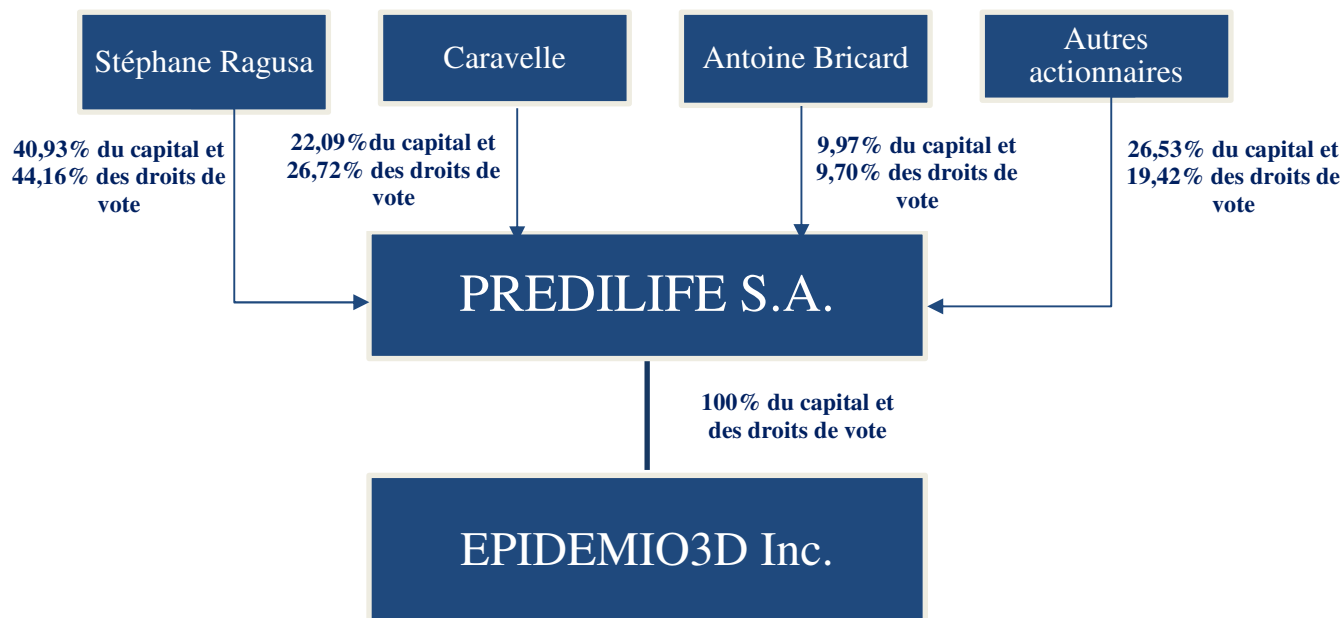 Stéphane Ragusa
Caravelle
Antoine Bricard
Autres
actionnaires
40,93% du capital et
44,16% des droits de
vote
22,09%du capital et
26,72% des droits de
vote
9,97% du capital et
9,70% des droits de
vote
26,53% du capital et
19,42% des droits de
vote
PREDILIFE S.A.
100% du capital et
des droits de vote
EPIDEMIO3D Inc.